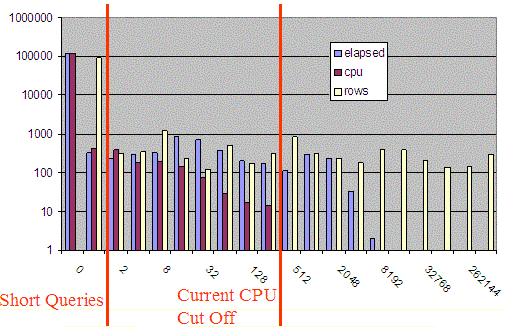 1000000
100000
10000
1000
100
10
1
elapsed
cpu
rows
0
2
8
32
128
512
2048
8192
32768
262144
Short Queries
Current CPU
Cut Off